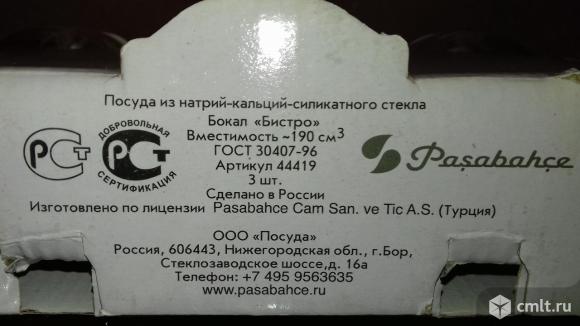 Посуда из натрий-кальций-силикатного стекла
Бокал «Бистро»
Вместимость ~190 см³
ГОСТ 30407-96
Артикул 44419
3 шт.
Сделано в России
Изготовлено по лицензии Pasabahce Cam San. ve Tic A.S. (Турция)
ООО «Посуда»
Россия, 606443, Нижегородская обл., г.Бор,
Стеклозаводское шоссе, д. 16а
Телефон: +7 495 9563635
www.pasabahce.ru
РСТ
ДОБРОВОЛЬНАЯ
РСТ
СЕРТИФИКАЦИЯ
Paşabahçe
cmlt.ru